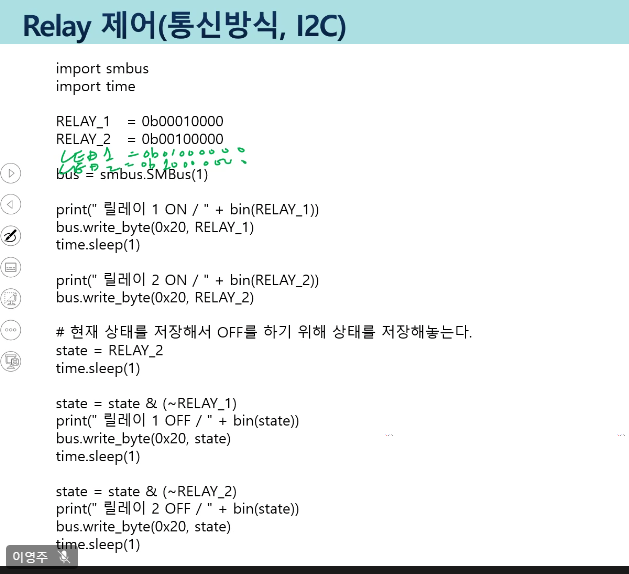 Relay 제어(통신방식, I2C)
import smbus
import time
RELAY_1 = 0b00010000
RELAY_2 = 0b00100000
LED 1 = 0b01000000
bus = smbus.SMBus(1)
print(" 릴레이 1 ON / " + bin(RELAY_1))
bus.write_byte(0x20, RELAY_1)
time.sleep(1)
print(" 릴레이 2 ON / " + bin(RELAY_2))
bus.write_byte(0x20, RELAY_2)
# 현재 상태를 저장해서 OFF를 하기 위해 상태를 저장해놓는다.
state = RELAY_2
time.sleep(1)
state = state & (~RELAY_1)
print(" 릴레이 1 OFF / " + bin(state))
bus.write_byte(0x20, state)
time.sleep(1)
state = state & (~RELAY_2)
print(" 릴레이 2 OFF / " + bin(state))
bus.write_byte(0x20, state)
time.sleep(1)
이영주